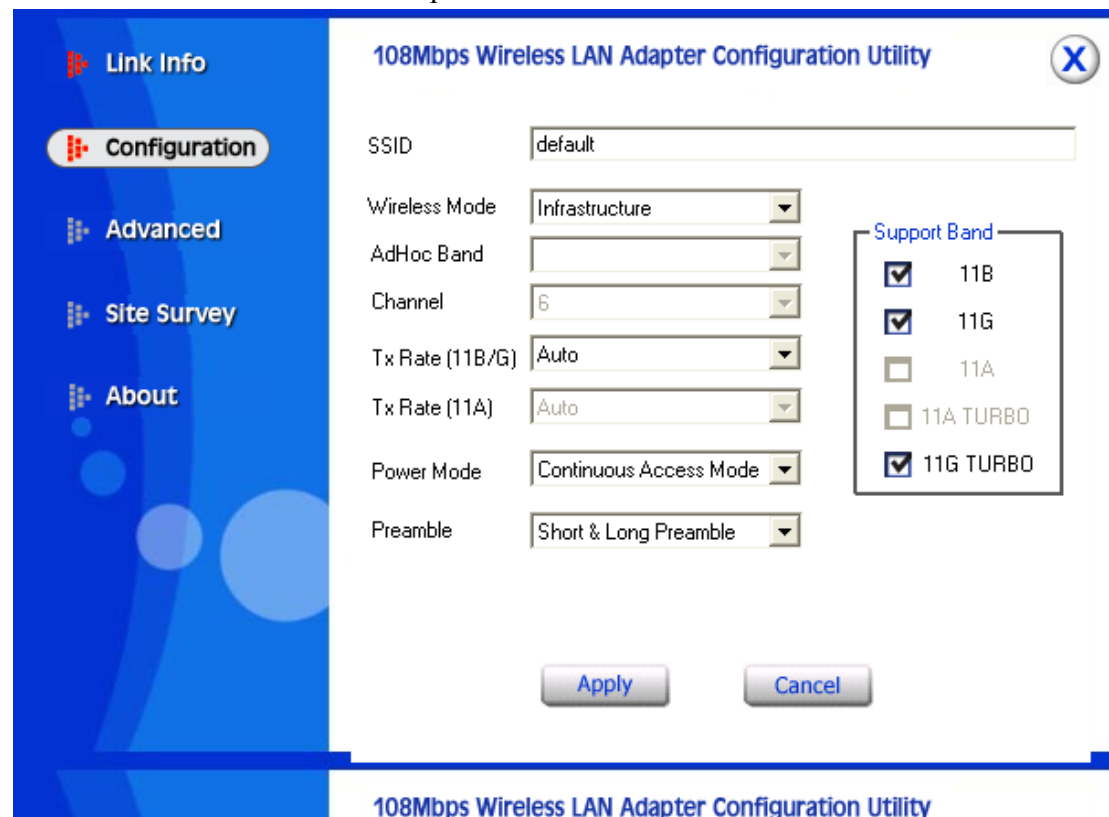 Link Info
Configuration
Advanced
Site Survey
About
108Mbps Wireless LAN Adapter Configuration Utility
X
SSID
default
Wireless Mode
Infrastructure
AdHoc Band
Channel
6
Tx Rate (11B/G)
Auto
Tx Rate (11A)
Auto
Power Mode
Continuous Access Mode
Preamble
Short & Long Preamble
Support Band
11B
11G
11A
11A TURBO
11G TURBO
Apply
Cancel
108Mbps Wireless LAN Adapter Configuration Utility